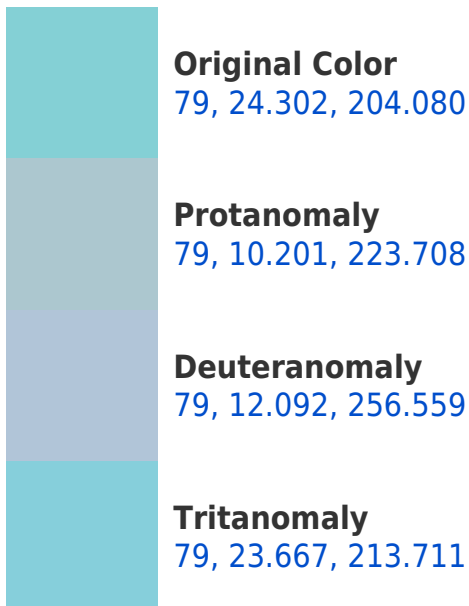 Original Color
79, 24.302, 204.080
Protanomaly
79, 10.201, 223.708
Deuteranomaly
79, 12.092, 256.559
Tritanomaly
79, 23.667, 213.711